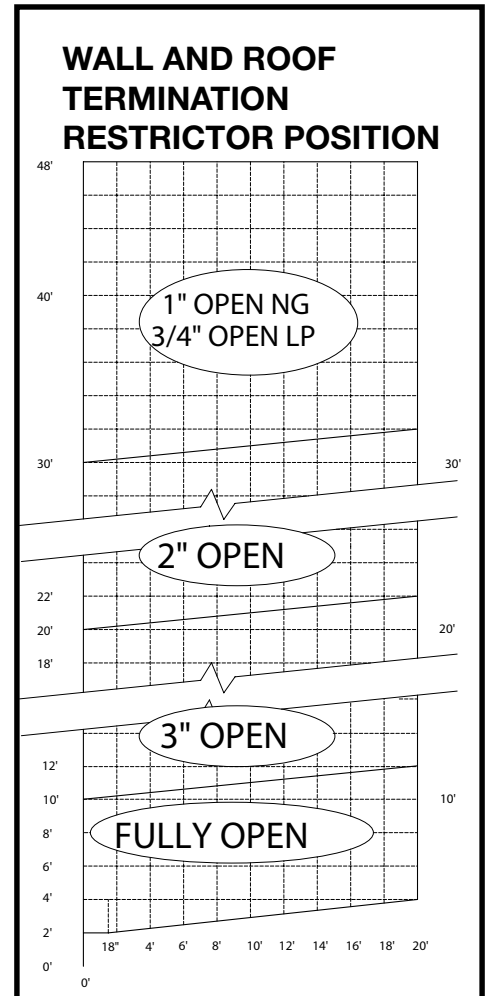 WALL AND ROOF
TERMINATION
RESTRICTOR POSITION
48'
40'
1" OPEN NG
3/4" OPEN LP
30' 30'
2" OPEN
22'
20' 20'
18'
3" OPEN
12'
10' 10'
FULLY OPEN
8'
6'
4'
2'
18" 4' 6' 8' 10' 12' 14' 16' 18' 20'
0'
0'